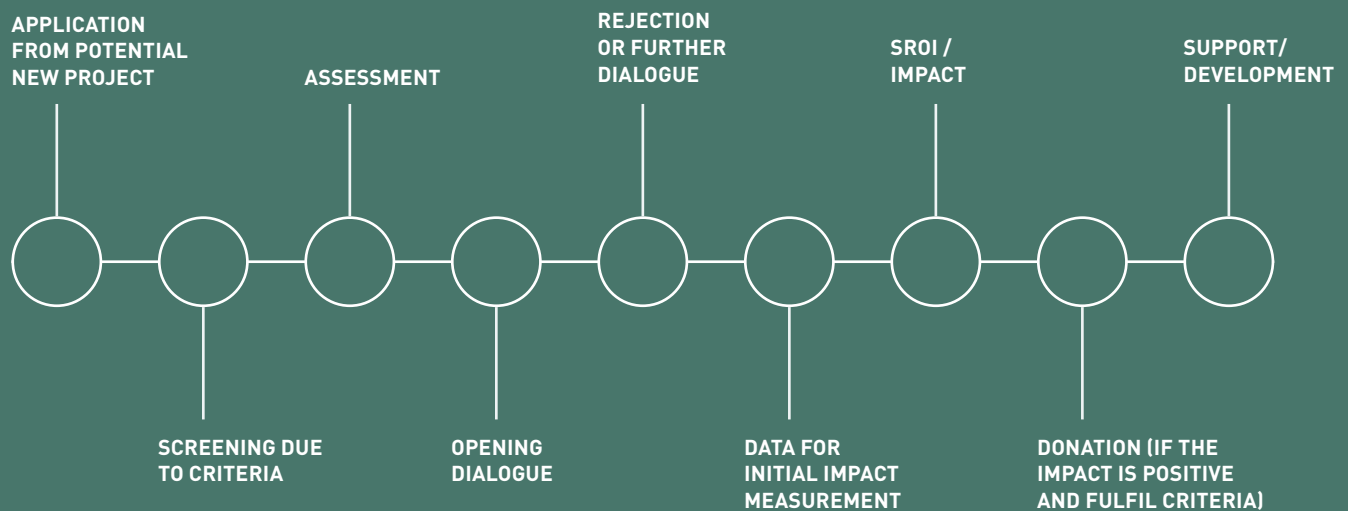 APPLICATION
FROM POTENTIAL
NEW PROJECT
SCREENING DUE
TO CRITERIA
ASSESSMENT
OPENING
DIALOGUE
REJECTION
OR FURTHER
DIALOGUE
DATA FOR
INITIAL IMPACT
MEASUREMENT
SROI /
IMPACT
DONATION (IF THE
IMPACT IS POSITIVE
AND FULFIL CRITERIA)
SUPPORT/
DEVELOPMENT